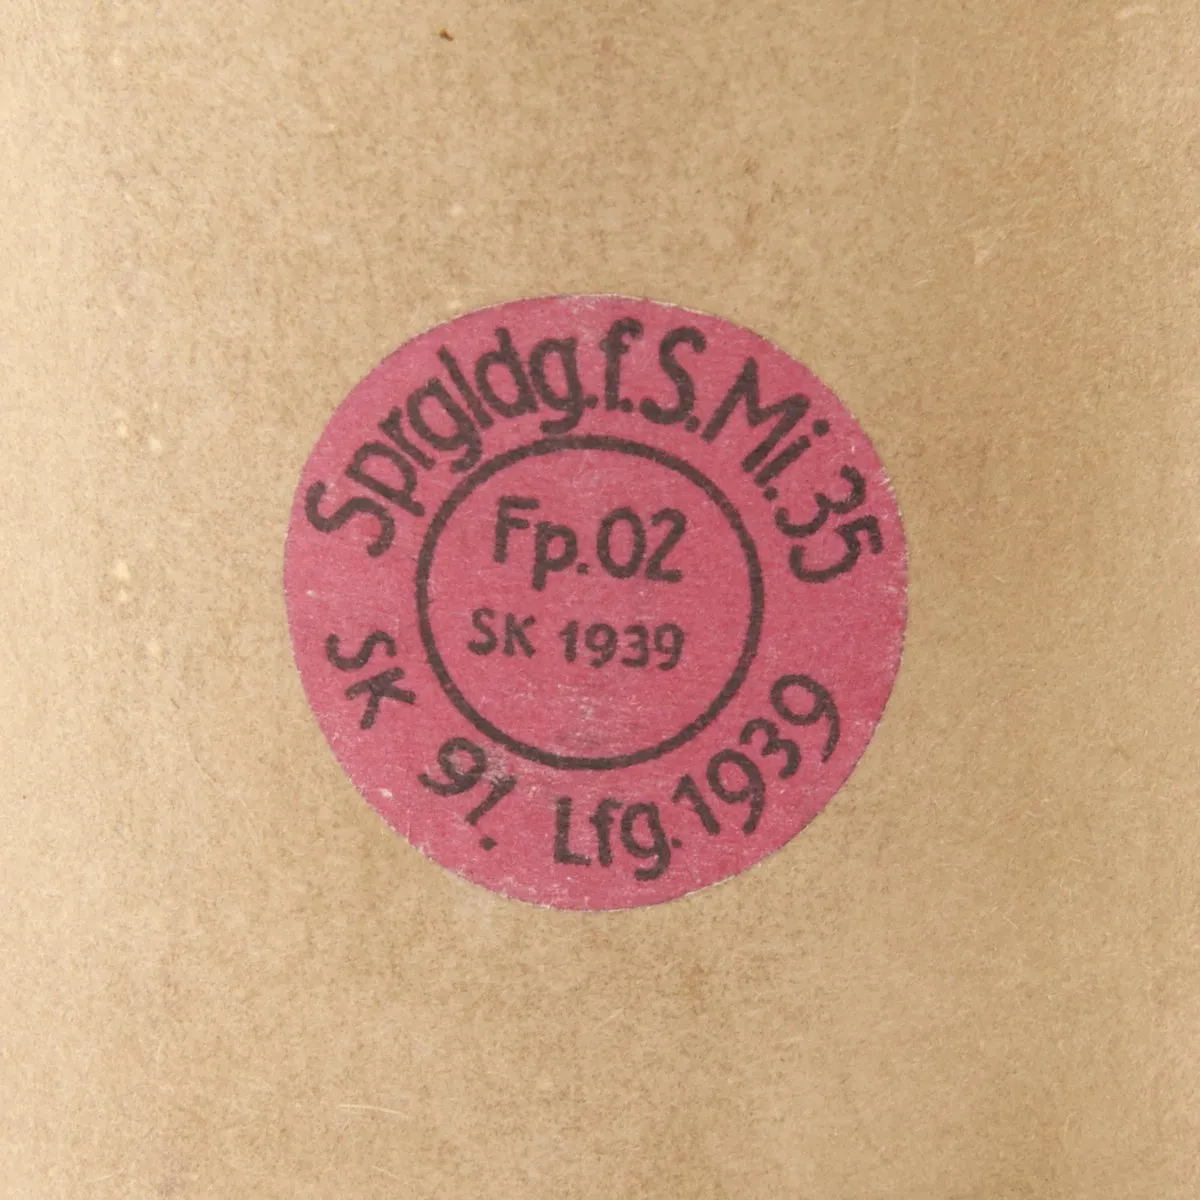 Sprgldg.f.S.Mi.35
Fp.02
SK 1939
SK 91. Lfg.1939